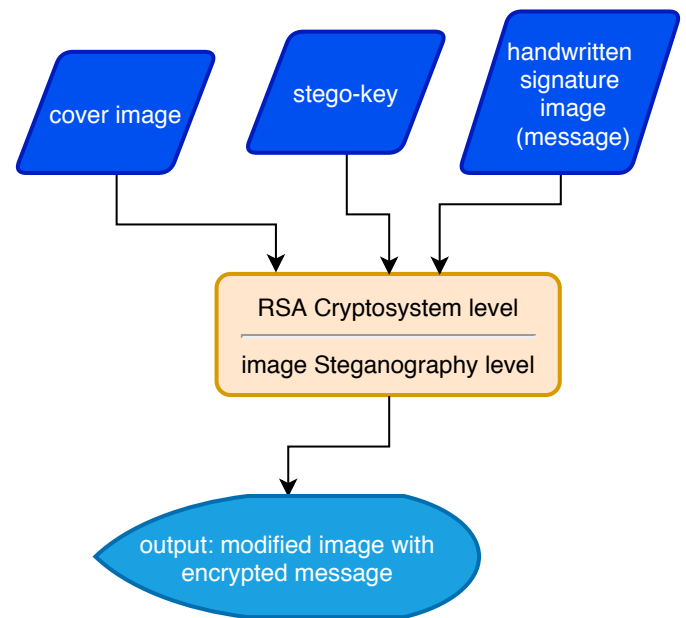 cover image
stego-key
handwritten
signature
image
(message)
RSA Cryptosystem level
image Steganography level
output: modified image with
encrypted message